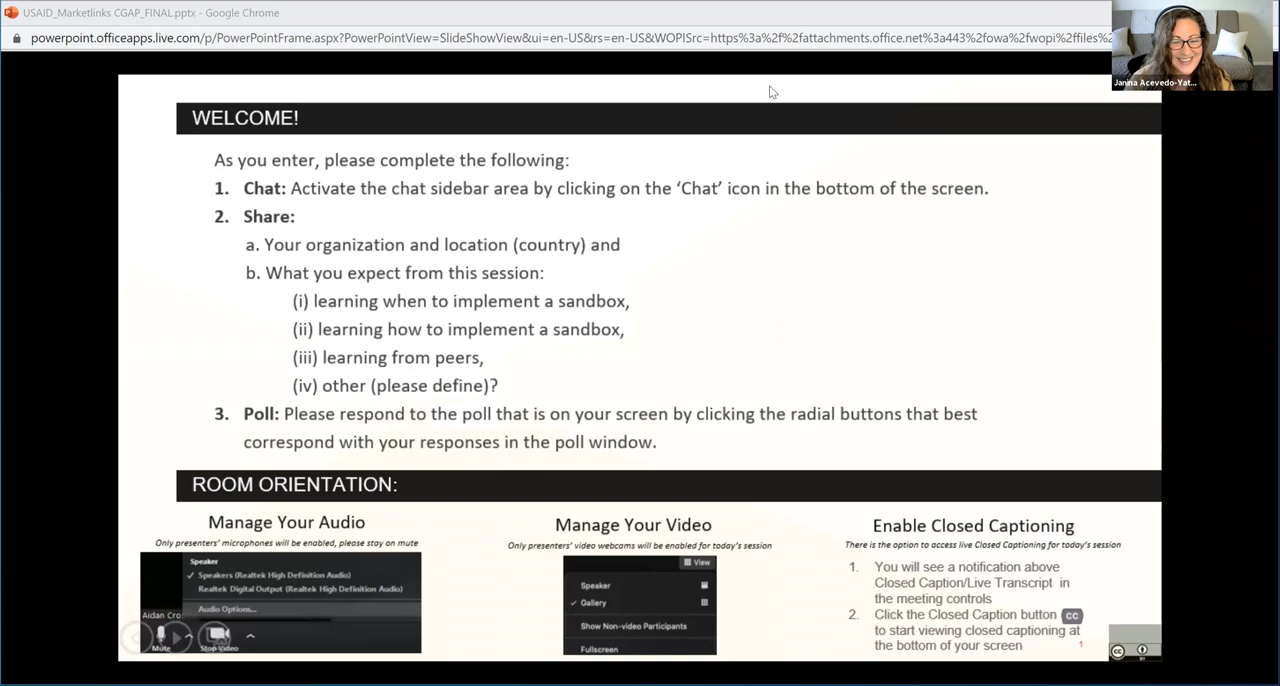 USAID_Marketlinks CGAP_FINAL.pptx - Google Chrome
powerpoint.officeapps.live.com/p/PowerPointFrame.aspx?PowerPointView=SlideShowView&ui=en-US&rs=en-US&WOPISrc=https%3a%2f%2fattachments.office.net%3a443%2fowa%2fwopi%2ffiles%2
Janina Acevedo-Yat...
WELCOME!
As you enter, please complete the following:
1. Chat: Activate the chat sidebar area by clicking on the ‘Chat’ icon in the bottom of the screen.
2. Share:
a. Your organization and location (country) and
b. What you expect from this session:
(i) learning when to implement a sandbox,
(ii) learning how to implement a sandbox,
(iii) learning from peers,
(iv) other (please define)?
3. Poll: Please respond to the poll that is on your screen by clicking the radial buttons that best
correspond with your responses in the poll window.
ROOM ORIENTATION:
Manage Your Audio
Only presenters’ microphones will be enabled, please stay on mute
Speaker
✓ Speakers (Realtek High Definition Audio)
Realtek Digital Output (Realtek High Definition Audio)
Audio Options...
Aidan Cro
Mute
Stop Video
Manage Your Video
Only presenters’ video webcams will be enabled for today’s session
View
Speaker
✓ Gallery
Show Non-video Participants
Fullscreen
Enable Closed Captioning
There is the option to access live Closed Captioning for today’s session
1. You will see a notification above
Closed Caption/Live Transcript in
the meeting controls
2. Click the Closed Caption button CC
to start viewing closed captioning at
the bottom of your screen
1
cc
BY